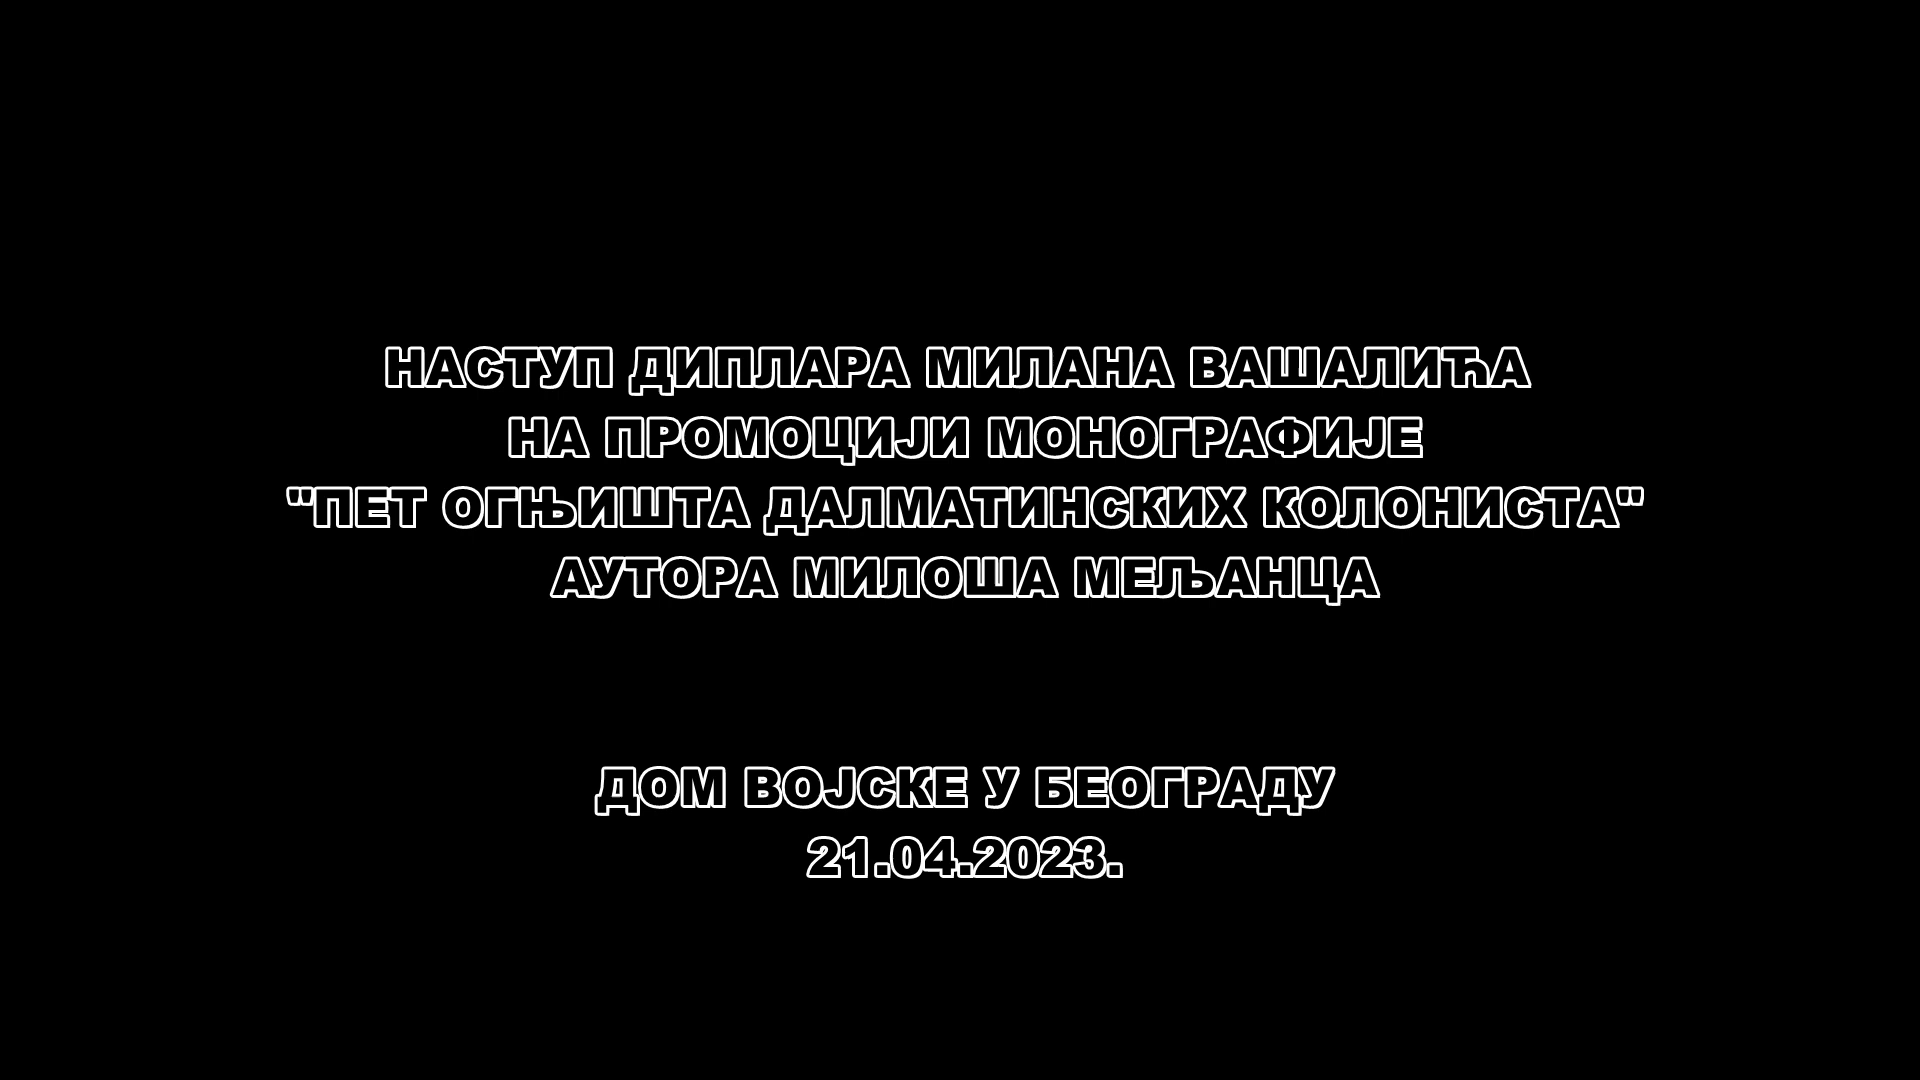 НАСТУП ДИПЛАРА МИЛАНА ВАШАЛИЋА
НА ПРОМОЦИЈИ МОНОГРАФИЈЕ
"ПЕТ ОГЊИШТА ДАЛМАТИНСКИХ КОЛОНИСТА"
АУТОРА МИЛОША МЕЉАНЦА
ДОМ ВОЈСКЕ У БЕОГРАДУ
21.04.2023.